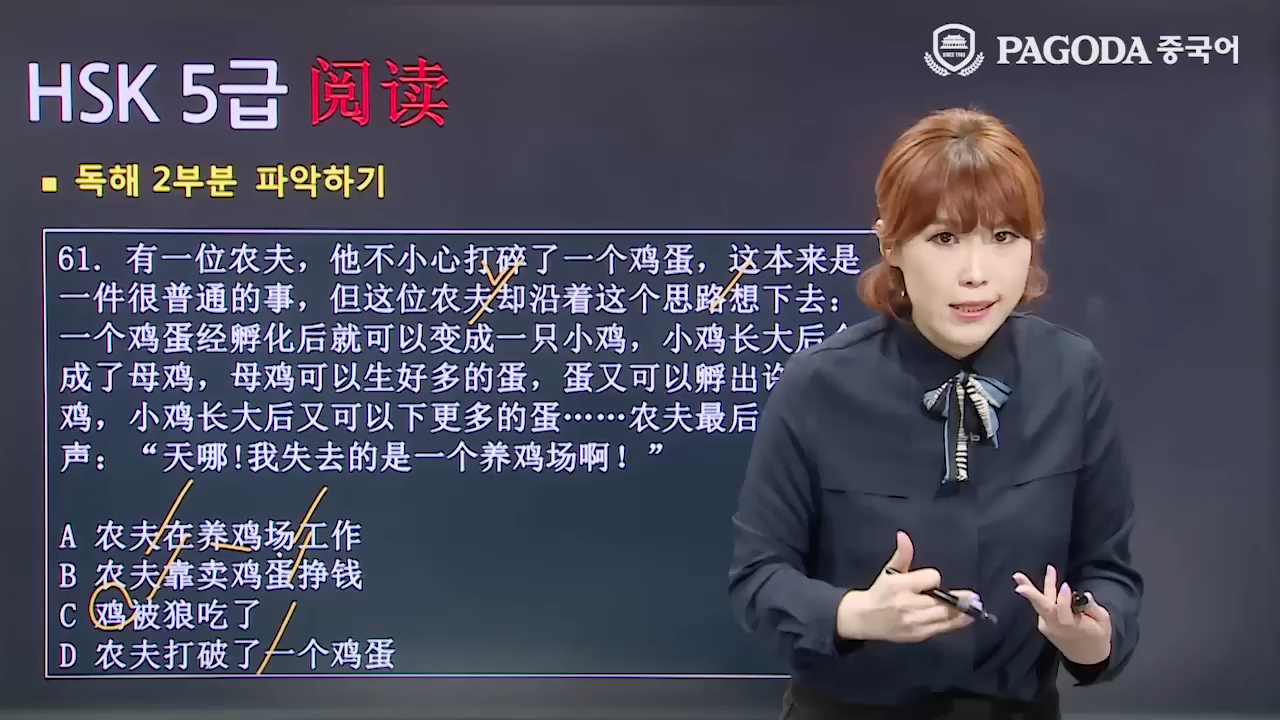 SINCE 1983
PAGODA 중국어
HSK 5급 阅读
■ 독해 2부분 파악하기
61. 有一位农夫，他不小心打碎了一个鸡蛋，这本来是
一件很普通的事，但这位农夫却沿着这个思路想下去：
一个鸡蛋经孵化后就可以变成一只小鸡，小鸡长大后
成了母鸡，母鸡可以生好多的蛋，蛋又可以孵出
鸡，小鸡长大后又可以下更多的蛋……农夫最后
声：“天哪！我失去的是一个养鸡场啊！”
A 农夫在养鸡场工作
B 农夫靠卖鸡蛋挣钱
C 鸡被狼吃了
D 农夫打破了一个鸡蛋